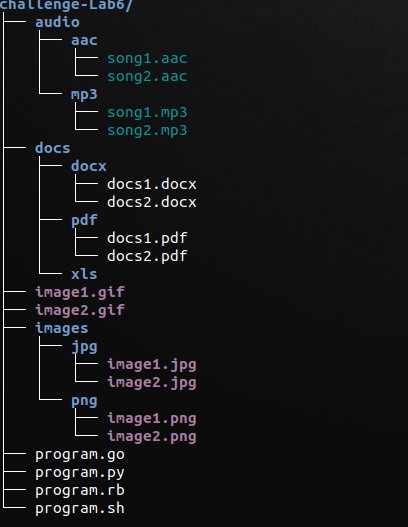 challenge-Lab6/
audio
aac
song1.aac
song2.aac
mp3
song1.mp3
song2.mp3
docs
docx
docs1.docx
docs2.docx
pdf
docs1.pdf
docs2.pdf
xls
image1.gif
image2.gif
images
jpg
image1.jpg
image2.jpg
png
image1.png
image2.png
program.go
program.py
program.rb
program.sh